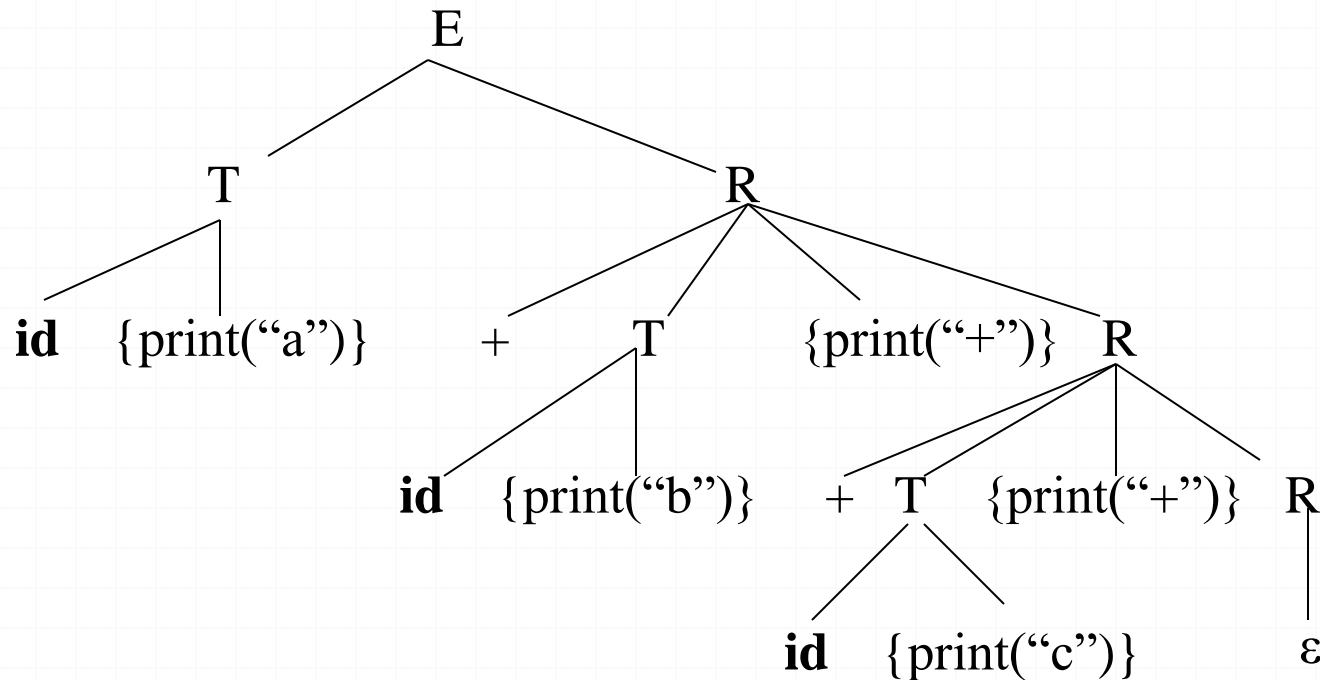 E
T R
id {print(“a”)} + T {print(“+”)} R
id {print(“b”)} + T {print(“+”)} R
id {print(“c”)} ε